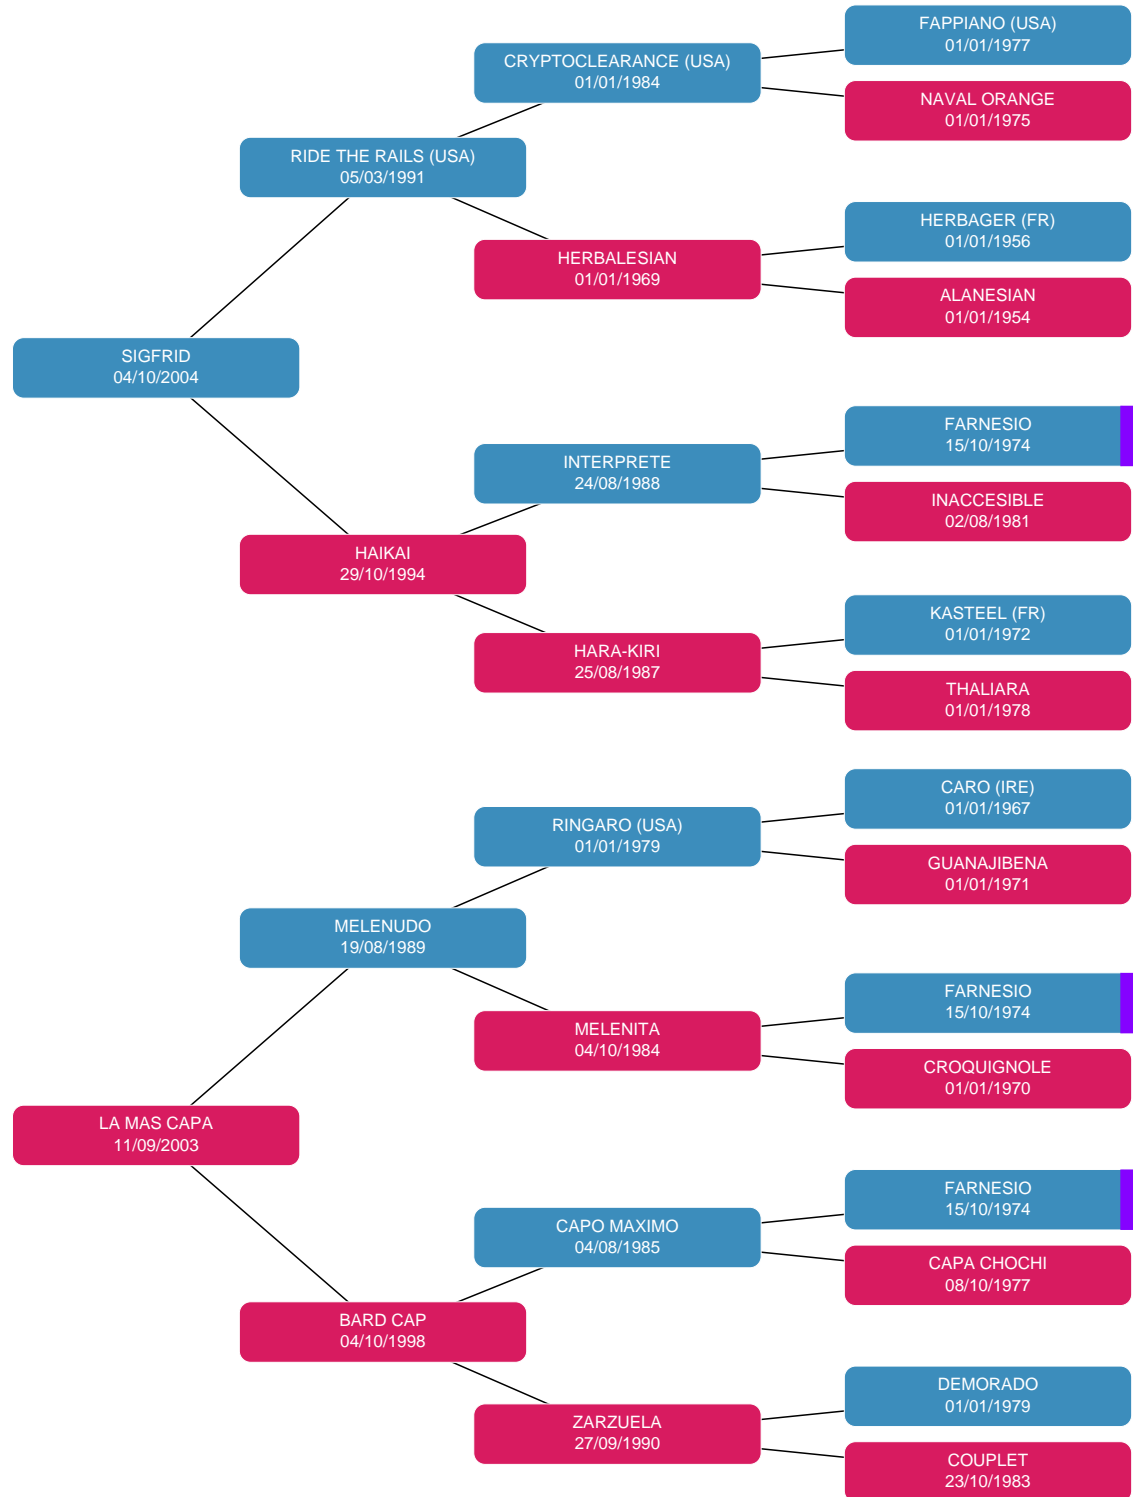 FAPPIANO (USA)
01/01/1977
CRYPTOCLEARANCE (USA)
01/01/1984
NAVAL ORANGE
01/01/1975
RIDE THE RAILS (USA)
05/03/1991
HERBAGER (FR)
01/01/1956
HERBALESIAN
01/01/1969
ALANESIAN
01/01/1954
SIGFRID
04/10/2004
FARNESIO
15/10/1974
INTERPRETE
24/08/1988
INACCESIBLE
02/08/1981
HAIKAI
29/10/1994
KASTEEL (FR)
01/01/1972
HARA-KIRI
25/08/1987
THALIARA
01/01/1978
CARO (IRE)
01/01/1967
RINGARO (USA)
01/01/1979
GUANAJIBENA
01/01/1971
MELENUDO
19/08/1989
FARNESIO
15/10/1974
MELENITA
04/10/1984
CROQUIGNOLE
01/01/1970
LA MAS CAPA
11/09/2003
FARNESIO
15/10/1974
CAPO MAXIMO
04/08/1985
CAPA CHOCHI
08/10/1977
BARD CAP
04/10/1998
DEMORADO
01/01/1979
ZARZUELA
27/09/1990
COUPLET
23/10/1983